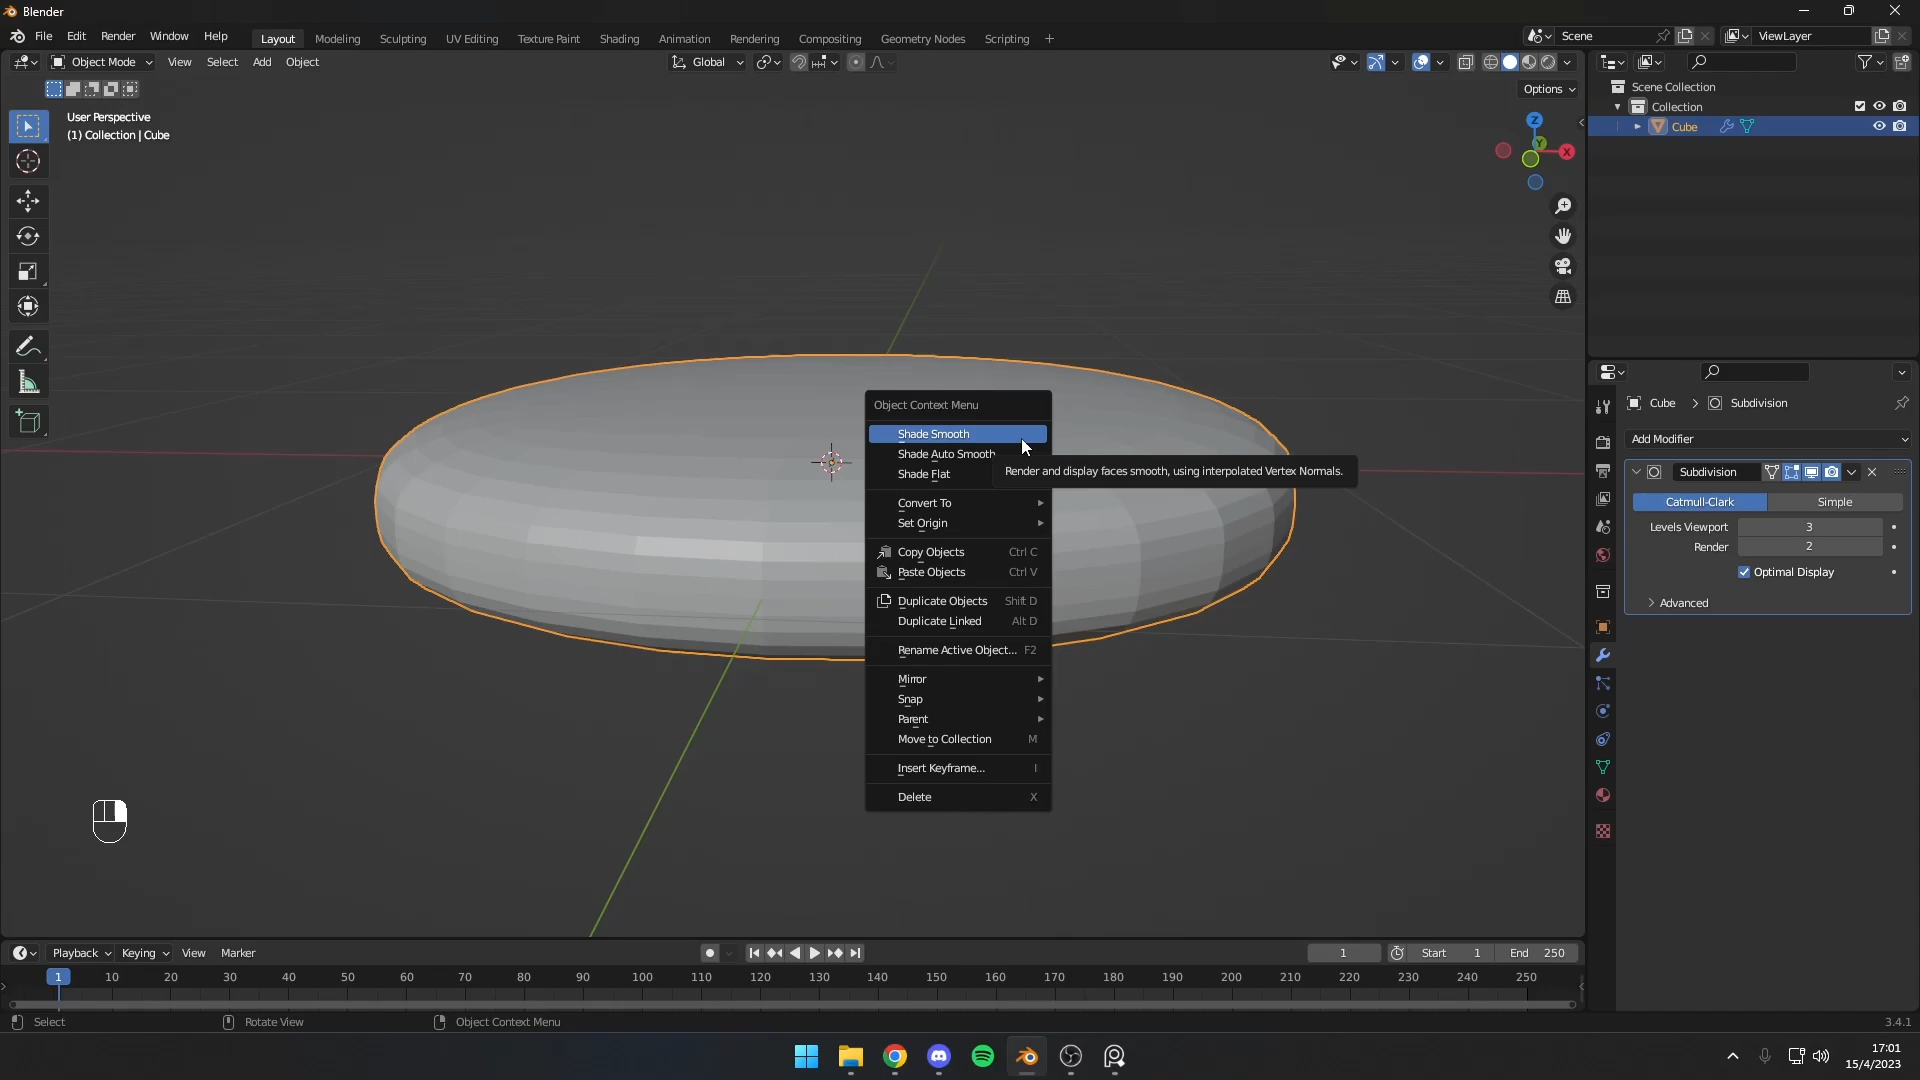 Blender
File Edit Render Window Help Layout Modeling Sculpting UV Editing Texture Paint Shading Animation Rendering Compositing Geometry Nodes Scripting +
Scene
ViewLayer
Object Mode View Select Add Object
Global
Options
User Perspective
(1) Collection | Cube
Z
Y
X
Scene Collection
Collection
Cube
Cube > Subdivision
Add Modifier
Subdivision
Catmull-Clark Simple
Levels Viewport 3
Render 2
Optimal Display
Advanced
Object Context Menu
Shade Smooth
Shade Auto Smooth
Shade Flat
Render and display faces smooth, using interpolated Vertex Normals.
Convert To
Set Origin
Copy Objects Ctrl C
Paste Objects Ctrl V
Duplicate Objects Shift D
Duplicate Linked Alt D
Rename Active Object... F2
Mirror
Snap
Parent
Move to Collection M
Insert Keyframe... I
Delete X
Playback Keying View Marker
1
Start 1
End 250
1 10 20 30 40 50 60 70 80 90 100 110 120 130 140 150 160 170 180 190 200 210 220 230 240 250
Select
Rotate View
Object Context Menu
3.4.1
17:01
15/4/2023